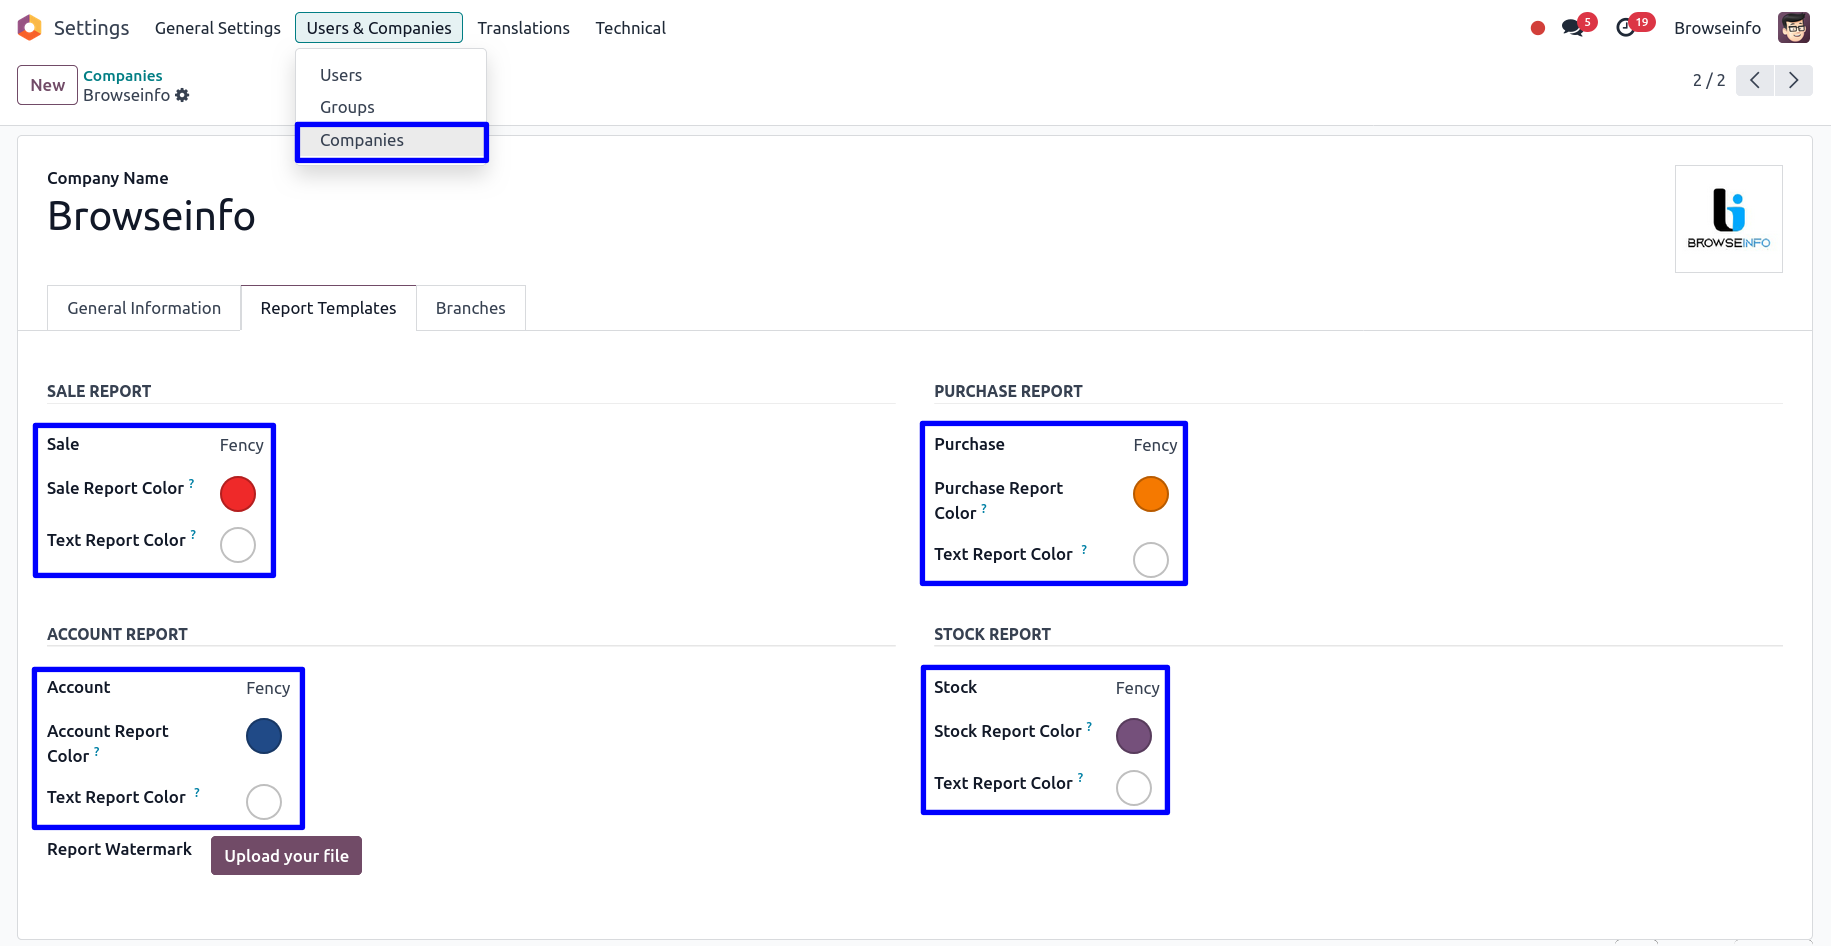 Settings General Settings Users & Companies Translations Technical 5 19 Browseinfo
Users
Groups
Companies
New Companies
Browseinfo
2 / 2
Company Name
Browseinfo
BROWSEINFO
General Information Report Templates Branches
SALE REPORT
Sale Fency
Sale Report Color ?
Text Report Color ?
PURCHASE REPORT
Purchase Fency
Purchase Report
Color ?
Text Report Color ?
ACCOUNT REPORT
Account Fency
Account Report
Color ?
Text Report Color ?
Report Watermark Upload your file
STOCK REPORT
Stock Fency
Stock Report Color ?
Text Report Color ?